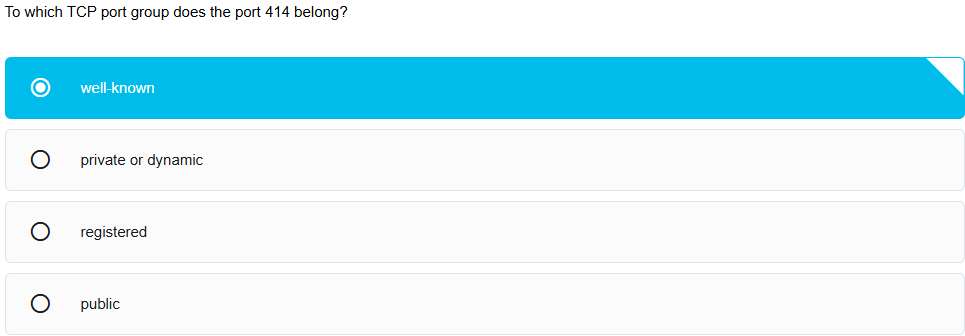 To which TCP port group does the port 414 belong?
well-known
private or dynamic
registered
public